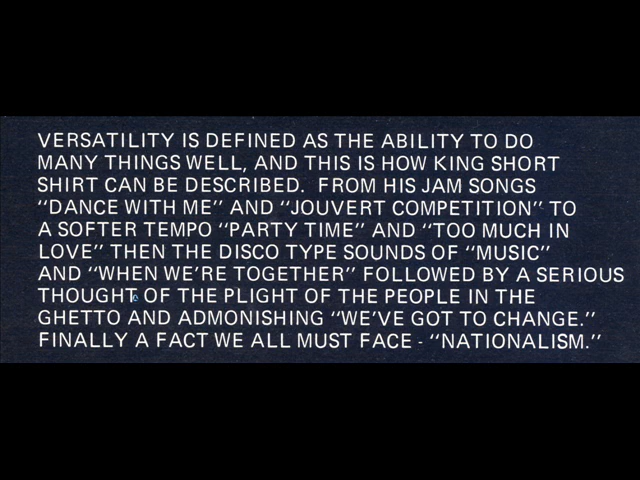 VERSATILITY IS DEFINED AS THE ABILITY TO DO
MANY THINGS WELL, AND THIS IS HOW KING SHORT
SHIRT CAN BE DESCRIBED. FROM HIS JAM SONGS
"DANCE WITH ME" AND "JOUVERT COMPETITION" TO
A SOFTER TEMPO "PARTY TIME" AND "TOO MUCH IN
LOVE" THEN THE DISCO TYPE SOUNDS OF "MUSIC"
AND "WHEN WE'RE TOGETHER" FOLLOWED BY A SERIOUS
THOUGHT OF THE PLIGHT OF THE PEOPLE IN THE
GHETTO AND ADMONISHING "WE'VE GOT TO CHANGE."
FINALLY A FACT WE ALL MUST FACE - "NATIONALISM."